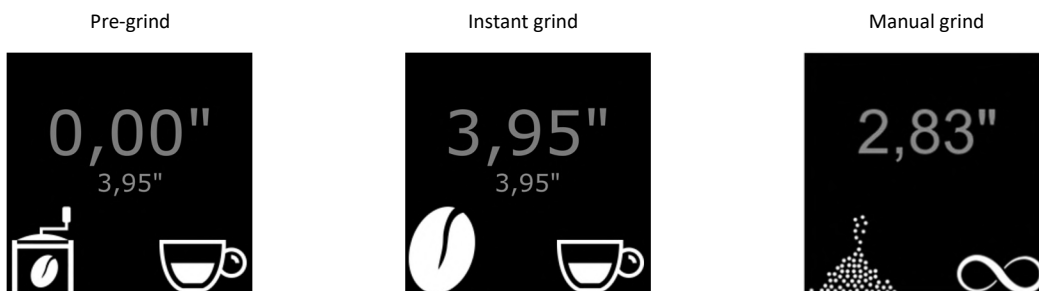 Pre-grind
Instant grind
Manual grind
0,00"
3,95"
3,95"
3,95"
2,83"